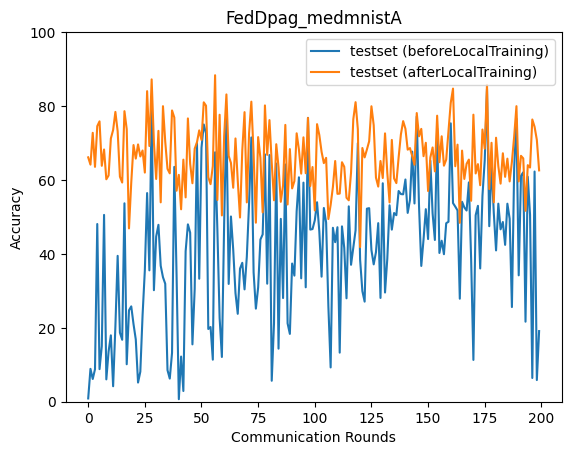 FedDpag_medmnistA
testset (beforeLocalTraining)
testset (afterLocalTraining)
Accuracy
100
80
60
40
20
0
0 25 50 75 100 125 150 175 200
Communication Rounds